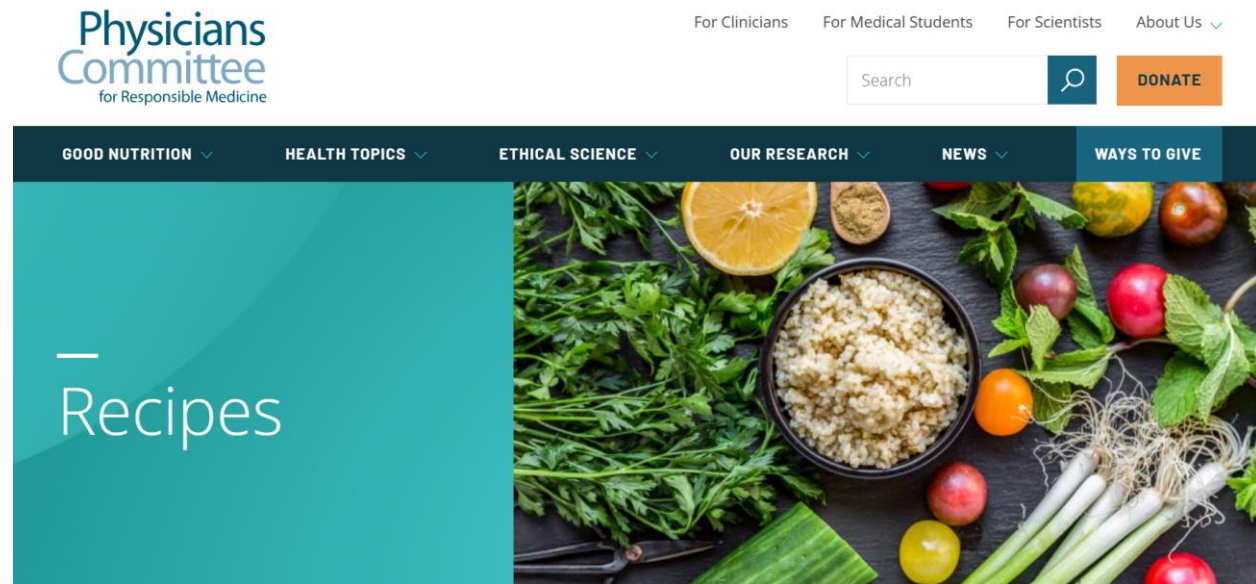 Physicians
Committee
for Responsible Medicine
For Clinicians For Medical Students For Scientists About Us
Search
DONATE
GOOD NUTRITION HEALTH TOPICS ETHICAL SCIENCE OUR RESEARCH NEWS WAYS TO GIVE
Recipes